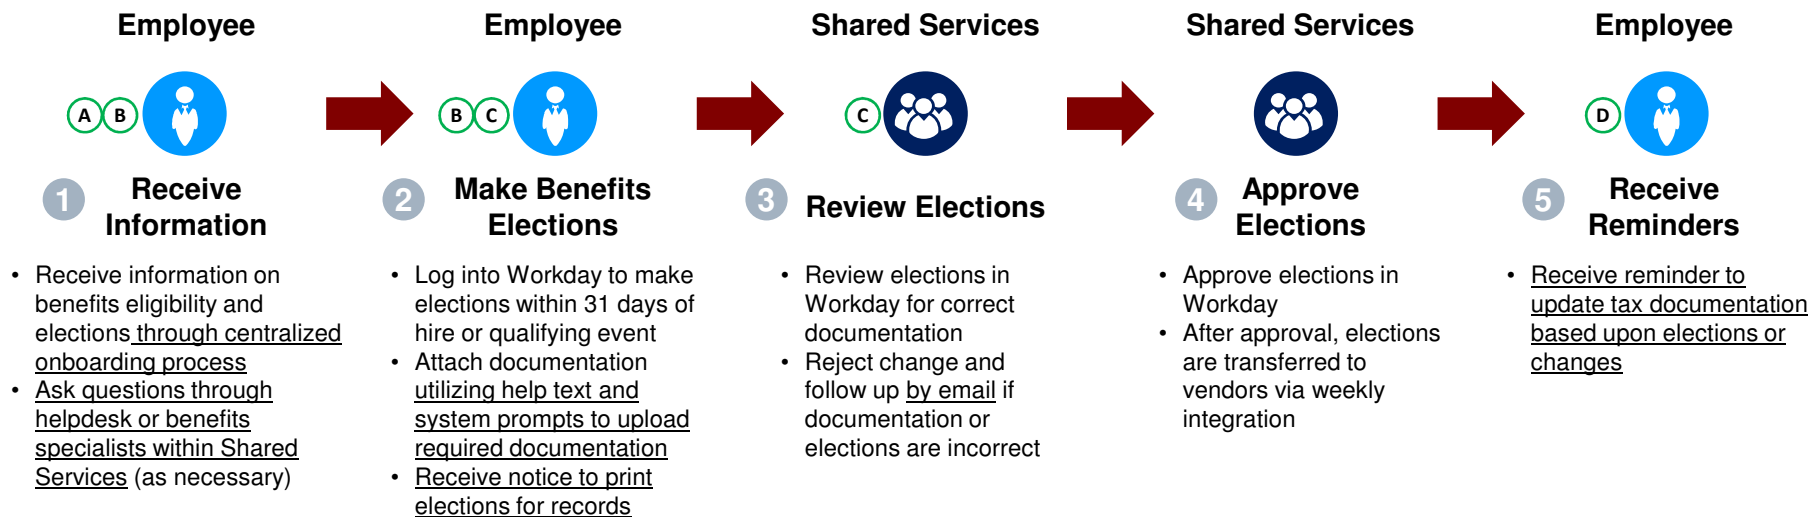 Employee
A B
1 Receive
Information
• Receive information on
benefits eligibility and
elections through centralized
onboarding process
• Ask questions through
helpdesk or benefits
specialists within Shared
Services (as necessary)
Employee
B C
2 Make Benefits
Elections
• Log into Workday to make
elections within 31 days of
hire or qualifying event
• Attach documentation
utilizing help text and
system prompts to upload
required documentation
• Receive notice to print
elections for records
Shared Services
C
3 Review Elections
• Review elections in
Workday for correct
documentation
• Reject change and
follow up by email if
documentation or
elections are incorrect
Shared Services
4 Approve
Elections
• Approve elections in
Workday
• After approval, elections
are transferred to
vendors via weekly
integration
Employee
D
5 Receive
Reminders
• Receive reminder to
update tax documentation
based upon elections or
changes